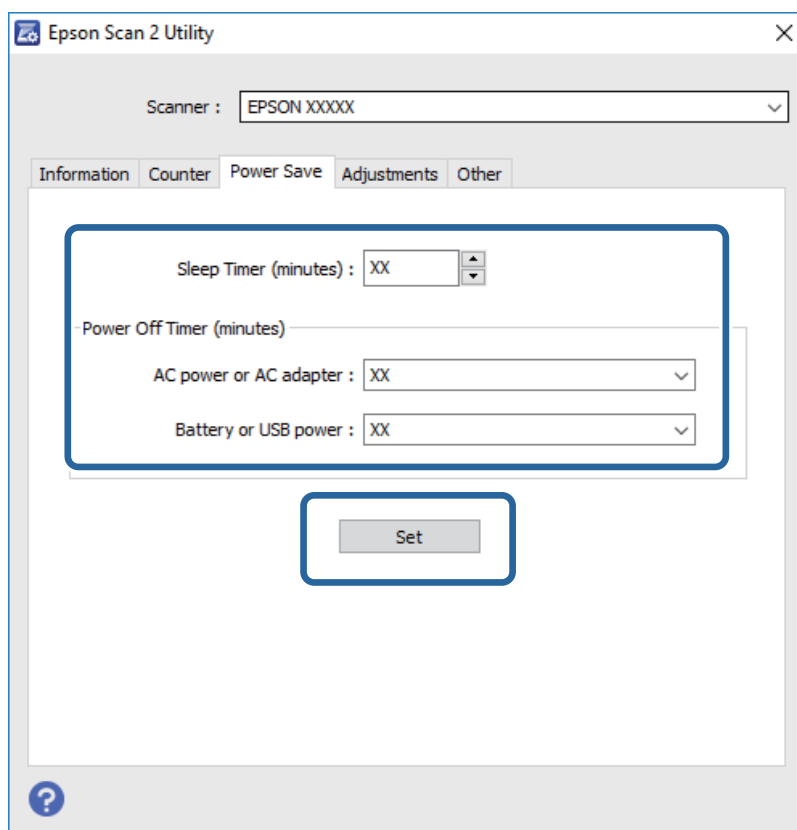 Epson Scan 2 Utility
Scanner : EPSON XXXXX
Information Counter Power Save Adjustments Other
Sleep Timer (minutes) : XX
Power Off Timer (minutes)
AC power or AC adapter : XX
Battery or USB power : XX
Set
?